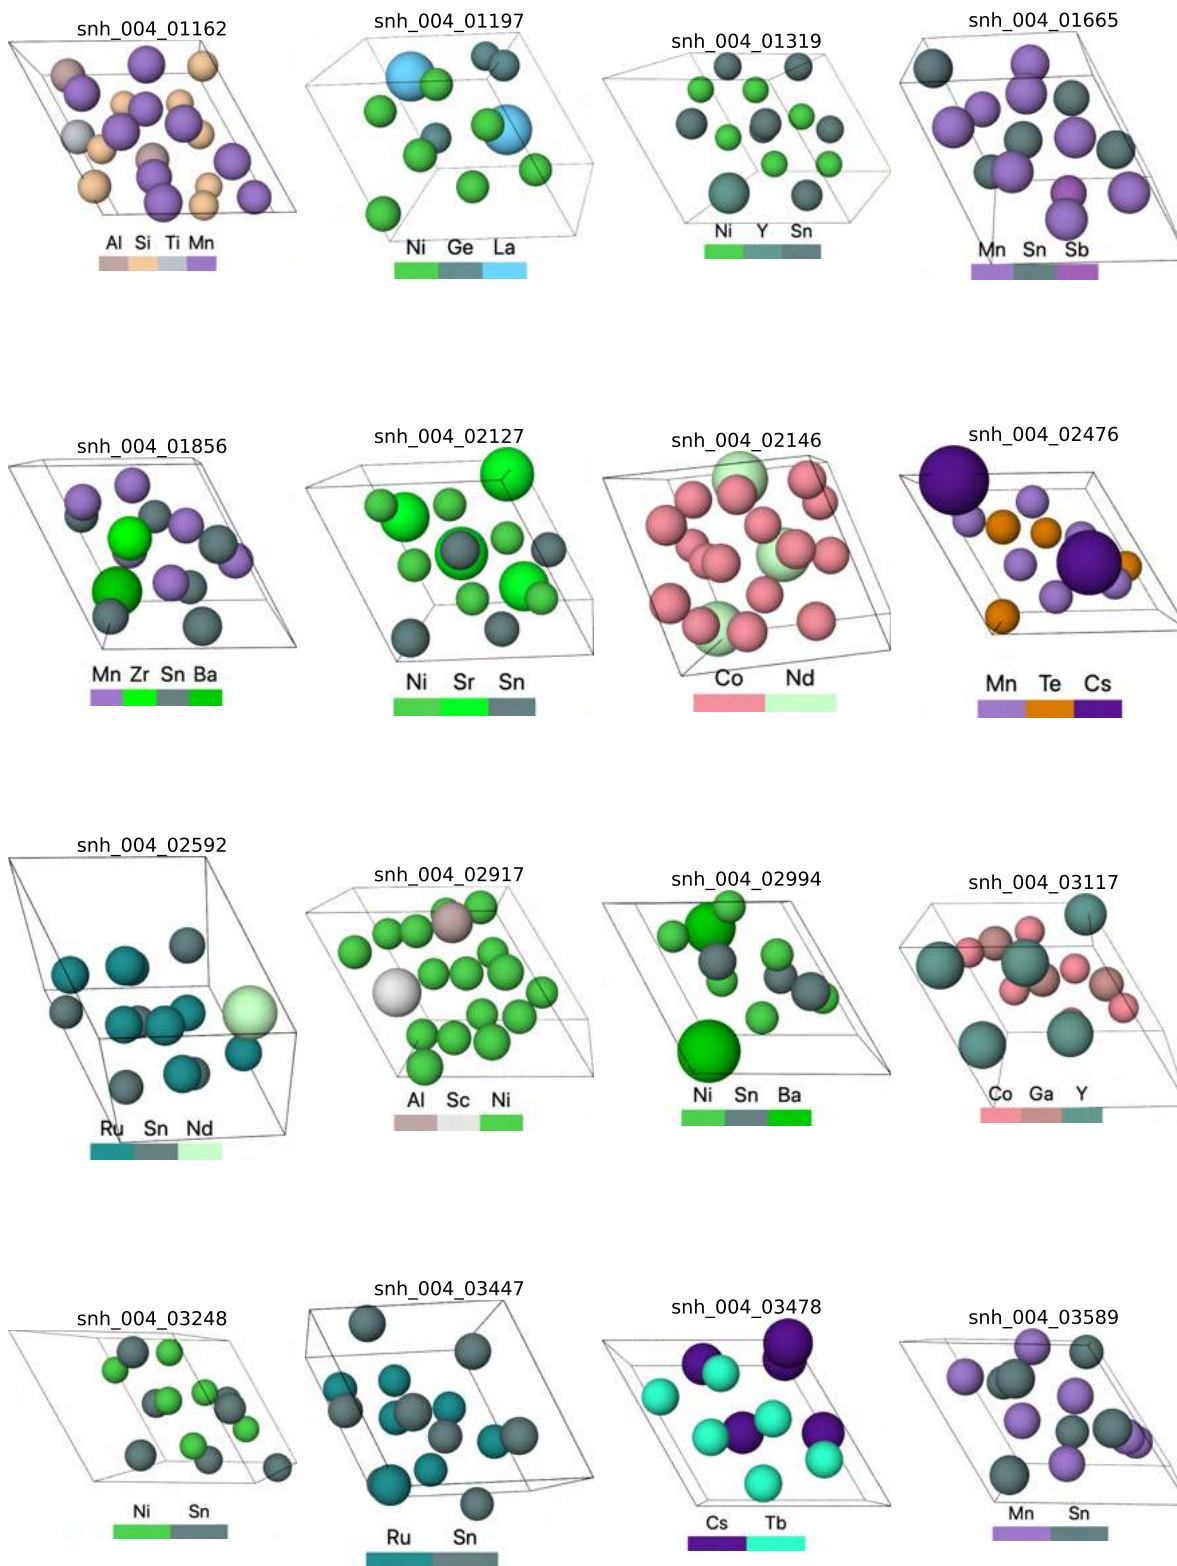 snh_004_01162
snh_004_01197
snh_004_01319
snh_004_01665
Al Si Ti Mn
Ni Ge La
Ni Y Sn
Mn Sn Sb
snh_004_01856
snh_004_02127
snh_004_02146
snh_004_02476
Mn Zr Sn Ba
Ni Sr Sn
Co Nd
Mn Te Cs
snh_004_02592
snh_004_02917
snh_004_02994
snh_004_03117
Ru Sn Nd
Al Sc Ni
Ni Sn Ba
Co Ga Y
snh_004_03248
snh_004_03447
snh_004_03478
snh_004_03589
Ni Sn
Ru Sn
Cs Tb
Mn Sn